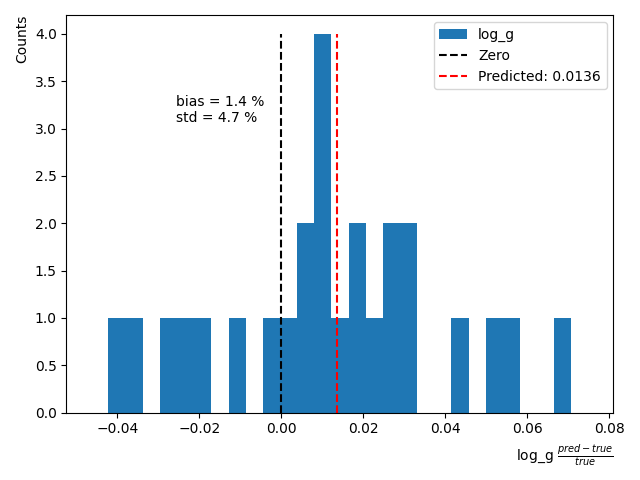 Counts
4.0
3.5
3.0
2.5
2.0
1.5
1.0
0.5
0.0
bias = 1.4 %
std = 4.7 %
log_g
Zero
Predicted: 0.0136
−0.04 −0.02 0.00 0.02 0.04 0.06 0.08
log_g pred−true
true